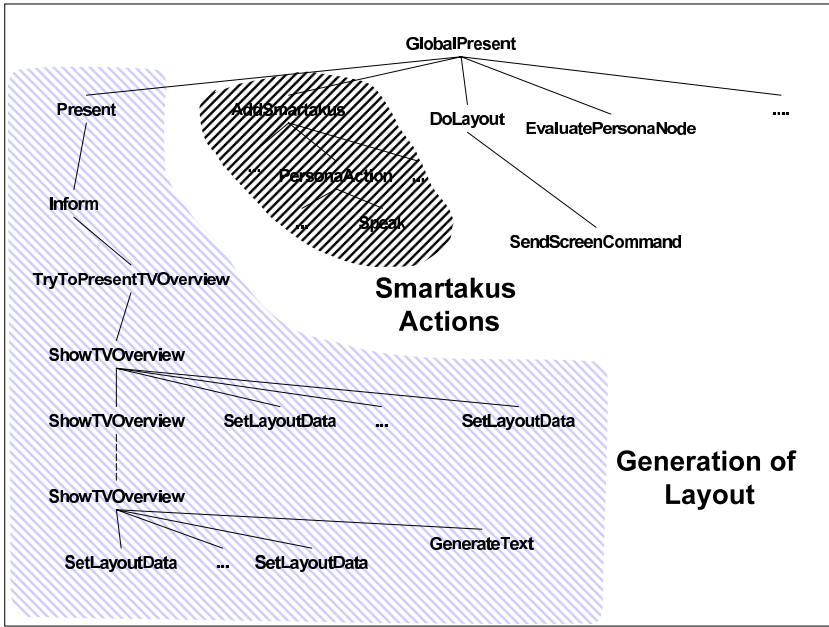 GlobalPresent
Present
AddSmartakus
DoLayout
EvaluatePersonaNode
....
...
PersonaAction
...
Inform
...
Speak
SendScreenCommand
TryToPresentTVOverview
Smartakus
Actions
ShowTVOverview
ShowTVOverview
SetLayoutData
...
SetLayoutData
Generation of
Layout
ShowTVOverview
GenerateText
SetLayoutData
...
SetLayoutData